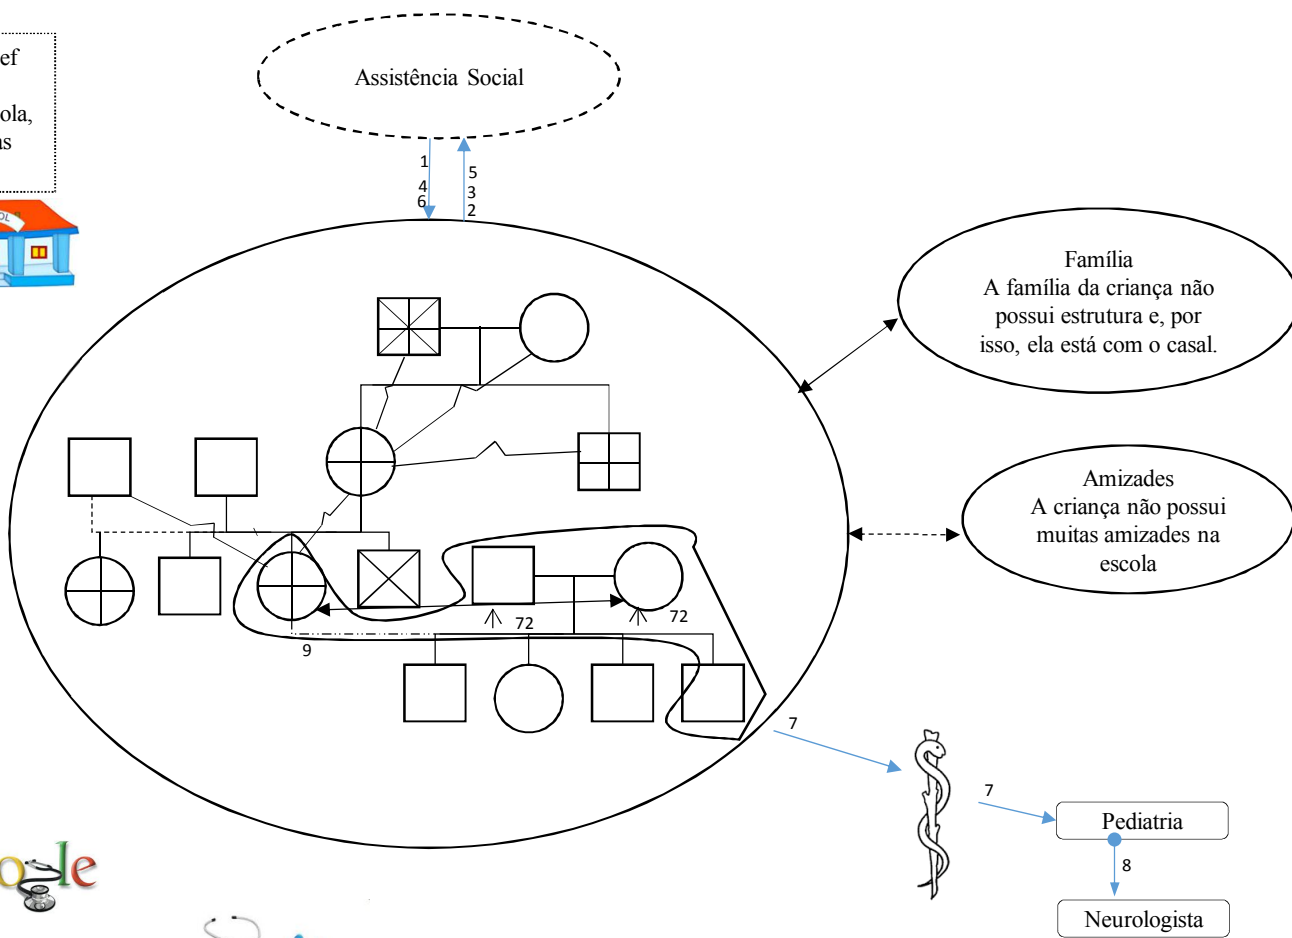 ef
ola,
as
OL
Assistência Social
1
4
6
5
3
2
Família
A família da criança não
possui estrutura e, por
isso, ela está com o casal.
Amizades
A criança não possui
muitas amizades na
escola
72
72
9
7
7
Pediatria
8
Neurologista
o le